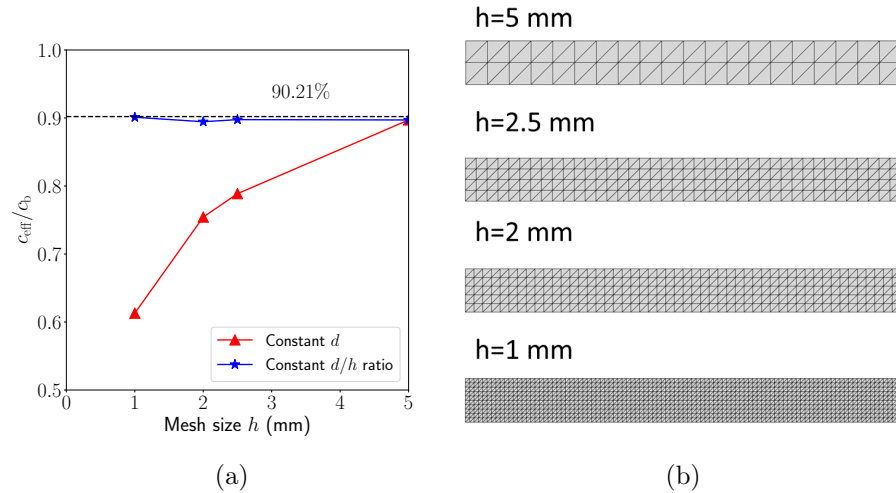 1.0
0.9
0.8
0.7
0.6
0.5
0
1
2
3
4
5
c_eff/c_b
Mesh size h (mm)
90.21%
Constant d
Constant d/h ratio
(a)
h=5 mm
h=2.5 mm
h=2 mm
h=1 mm
(b)